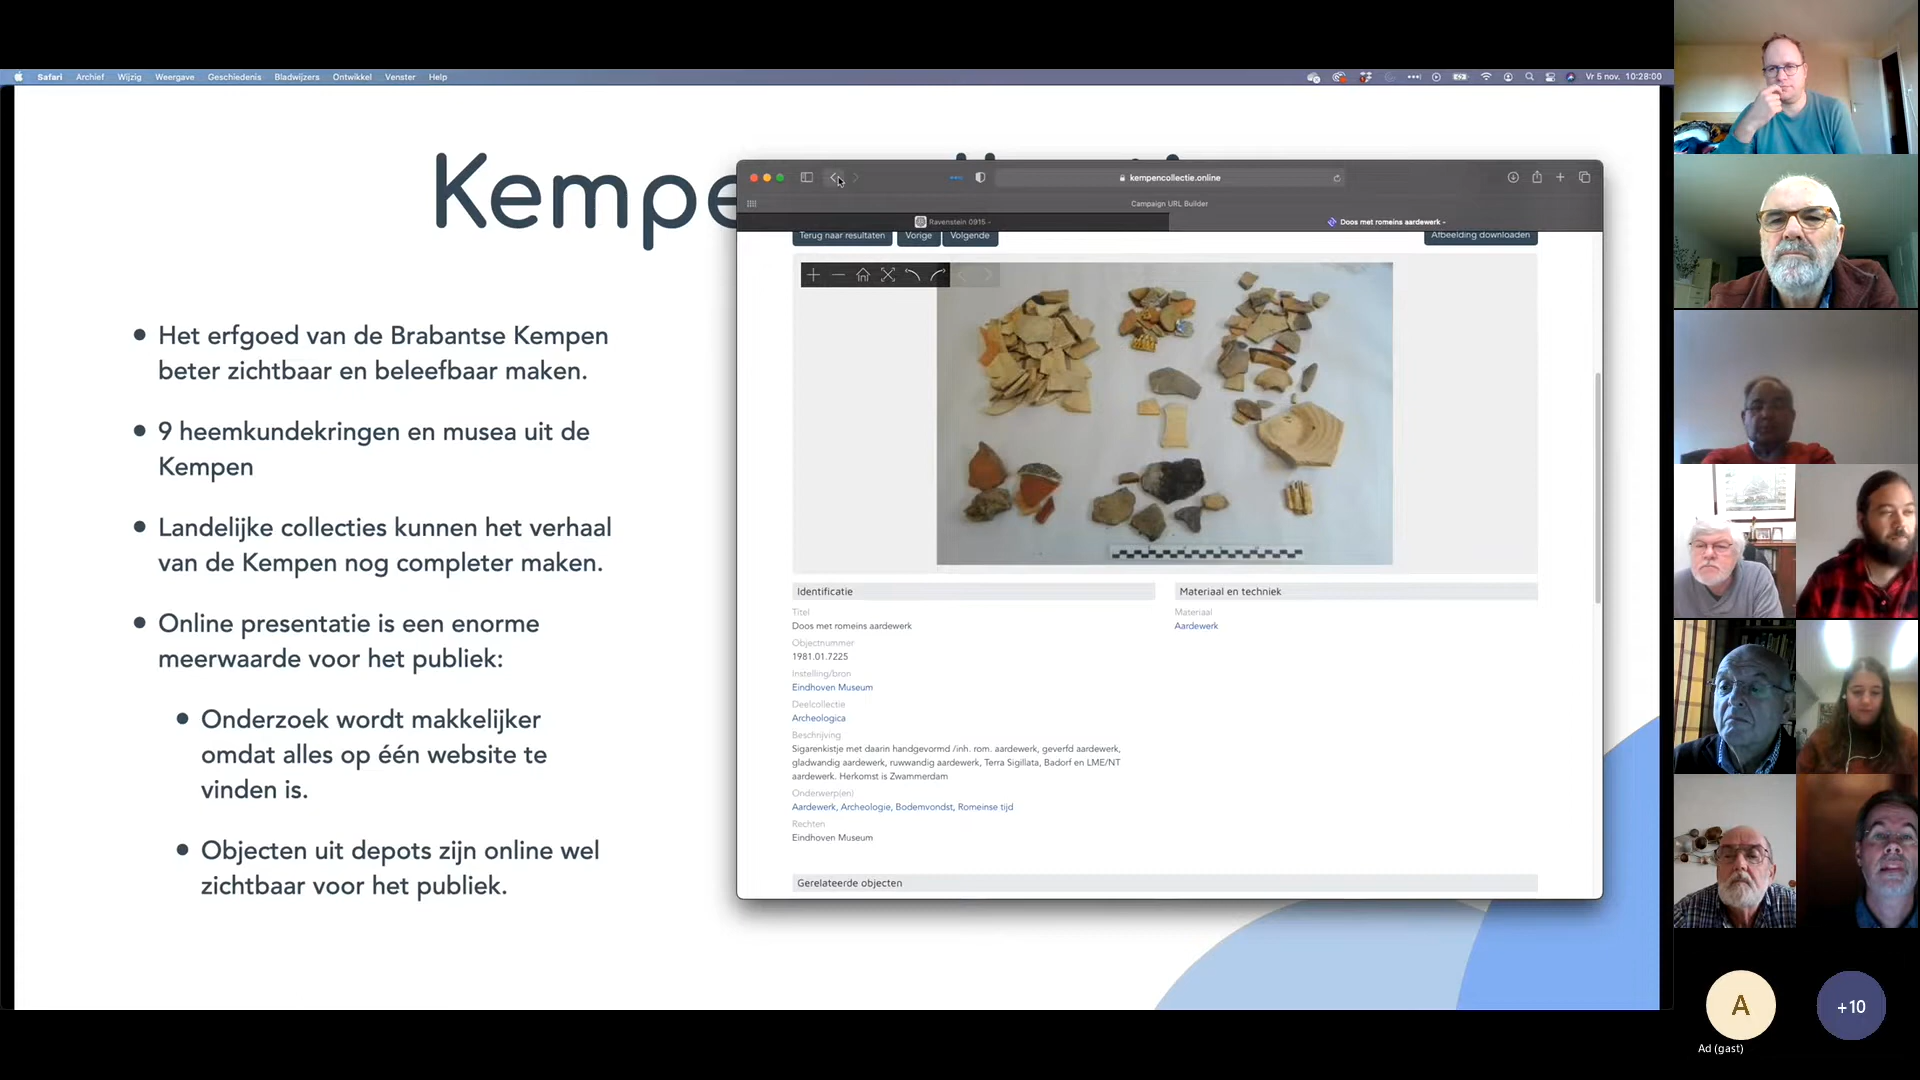 Safari Archief Wijzig Weergave Geschiedenis Bladwijzers Ontwikkel Venster Help
Vr 5 nov. 10:28:00
Kempe
Het erfgoed van de Brabantse Kempen
beter zichtbaar en beleefbaar maken.
9 heemkundekringen en musea uit de
Kempen
Landelijke collecties kunnen het verhaal
van de Kempen nog completer maken.
Online presentatie is een enorme
meerwaarde voor het publiek:
Onderzoek wordt makkelijker
omdat alles op één website te
vinden is.
Objecten uit depots zijn online wel
zichtbaar voor het publiek.
kempencollectie.online
Campaign URL Builder
Ravenstein 0915 -
Doos met romeins aardewerk -
Terug naar resultaten Vorige Volgende
Afbeelding downloaden
Identificatie
Titel
Doos met romeins aardewerk
Objectnummer
1981.01.7225
Instelling/bron
Eindhoven Museum
Deelcollectie
Archeologica
Beschrijving
Sigarenkistje met daarin handgevormd /inh. rom. aardewerk, geverfd aardewerk,
gladwandig aardewerk, ruwwandig aardewerk, Terra Sigillata, Badorf en LME/NT
aardewerk. Herkomst is Zwammerdam
Onderwerp(en)
Aardewerk, Archeologie, Bodemvondst, Romeinse tijd
Rechten
Eindhoven Museum
Materiaal en techniek
Materiaal
Aardewerk
Gerelateerde objecten
A
+10
Ad (gast)